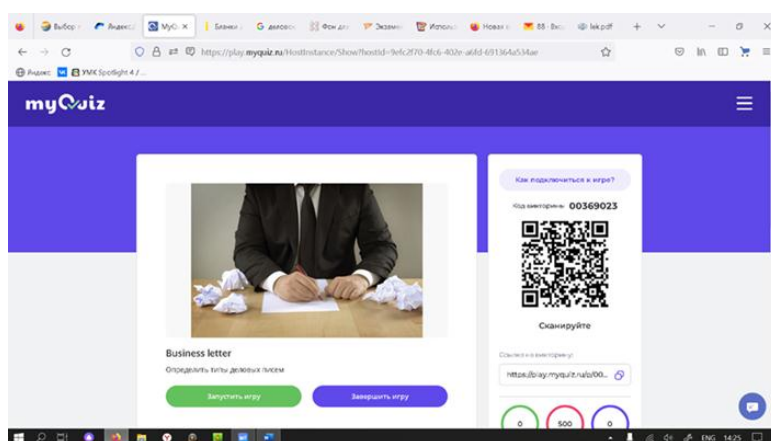 Выбор
Яндекс
MyQ
Бланки
Фон дл
Экзамен
Использ
Новая
lek.pdf
https://play.myquiz.ru/HostInstance/Show?hostid=9efc2f70-4fc6-402e-a6fd-691364a534ae
Яндекс
УМК Spotlight 4 / ...
myQuiz
Как подключиться к игре?
Код викторины: 00369023
Сканируйте
Business letter
Определить типы деловых писем
Ссылка на викторину:
https://play.myquiz.ru/p/00...
Запустить игру
Завершить игру
0
500
0
ENG
14:25